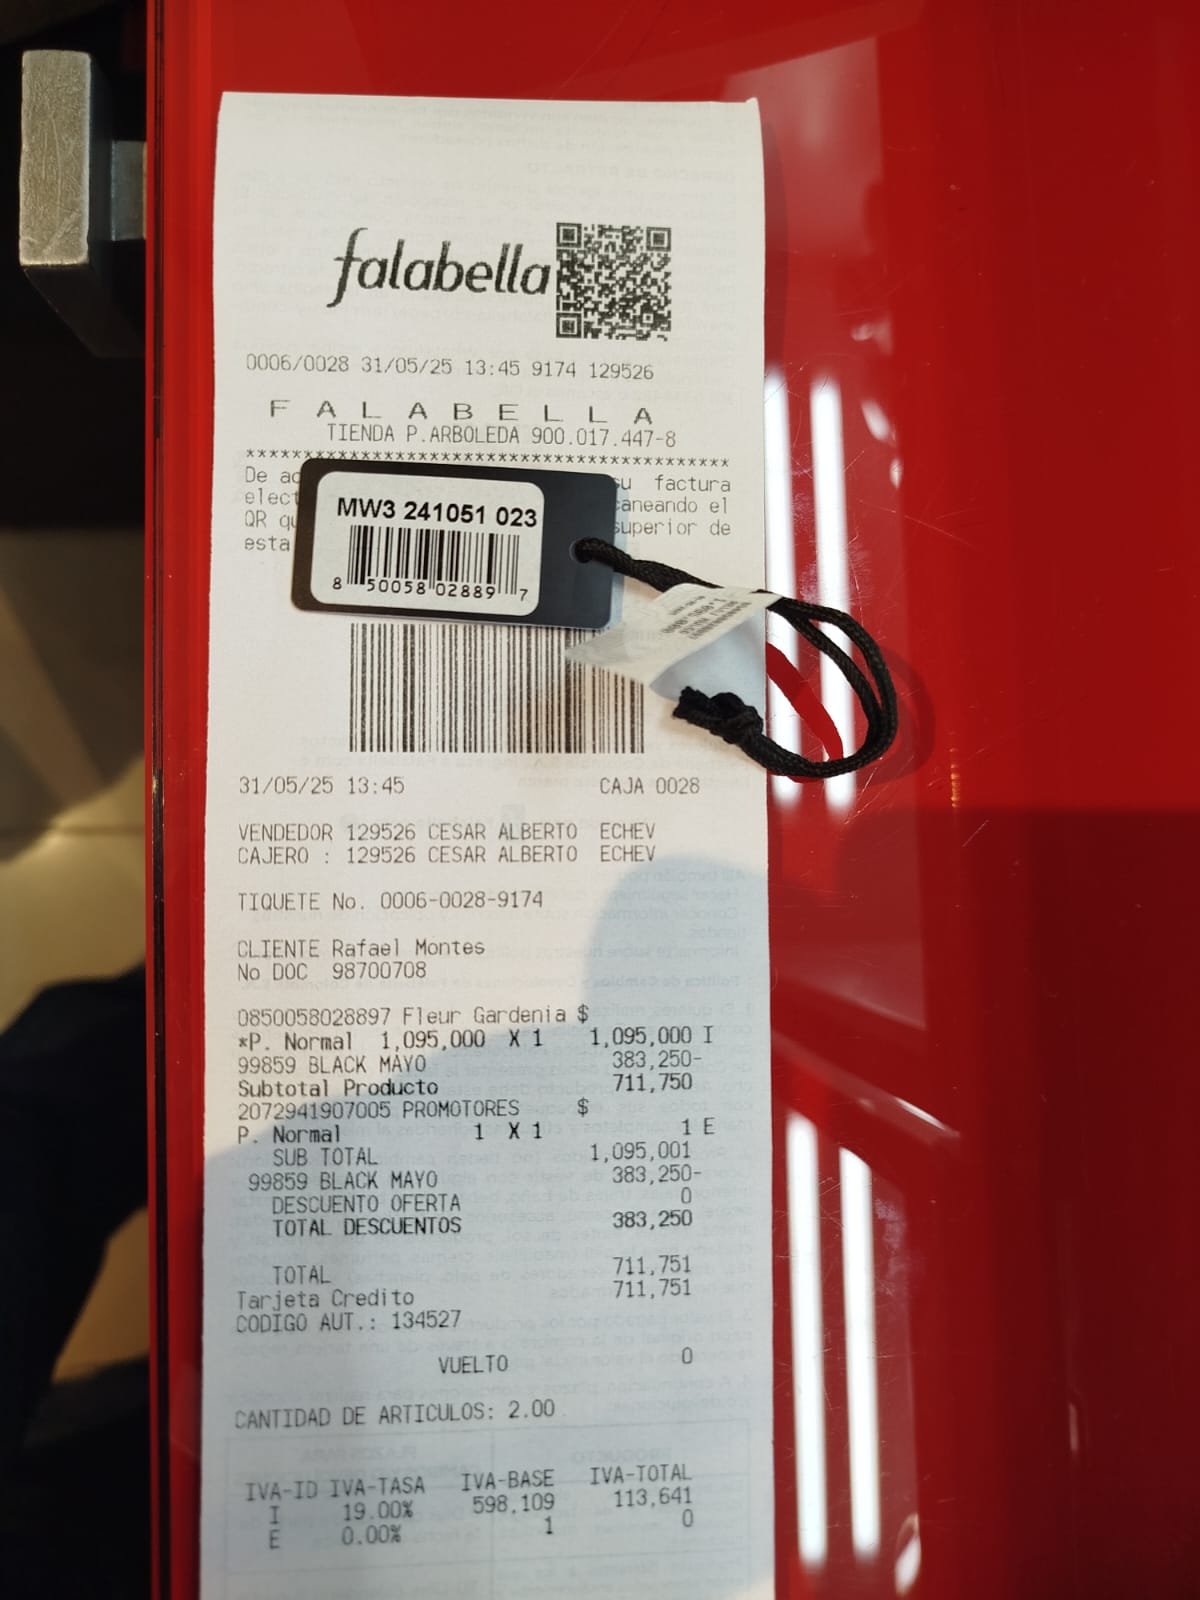 falabella
0006/0028 31/05/25 13:45 9174 129526
F A L A B E L L A
TIENDA P.ARBOLEDA 900.017.447-8
*****************************************
De su factura
caneando el
QR superior de
esta
MW3 241051 023
8 50058 02889 7
31/05/25 13:45 CAJA 0028
VENDEDOR 129526 CESAR ALBERTO ECHEV
CAJERO : 129526 CESAR ALBERTO ECHEV
TIQUETE No. 0006-0028-9174
CLIENTE Rafael Montes
No DOC 98700708
0850058028897 Fleur Gardenia $
*P. Normal 1,095,000 X 1 1,095,000 I
99859 BLACK MAYO 383,250-
Subtotal Producto 711,750
2072941907005 PROMOTORES $
P. Normal 1 X 1 1 E
SUB TOTAL 1,095,001
99859 BLACK MAYO 383,250-
DESCUENTO OFERTA 0
TOTAL DESCUENTOS 383,250
TOTAL 711,751
Tarjeta Credito 711,751
CODIGO AUT.: 134527
VUELTO 0
CANTIDAD DE ARTICULOS: 2.00
IVA-ID IVA-TASA IVA-BASE IVA-TOTAL
I 19.00% 598,109 113,641
E 0.00% 1 0